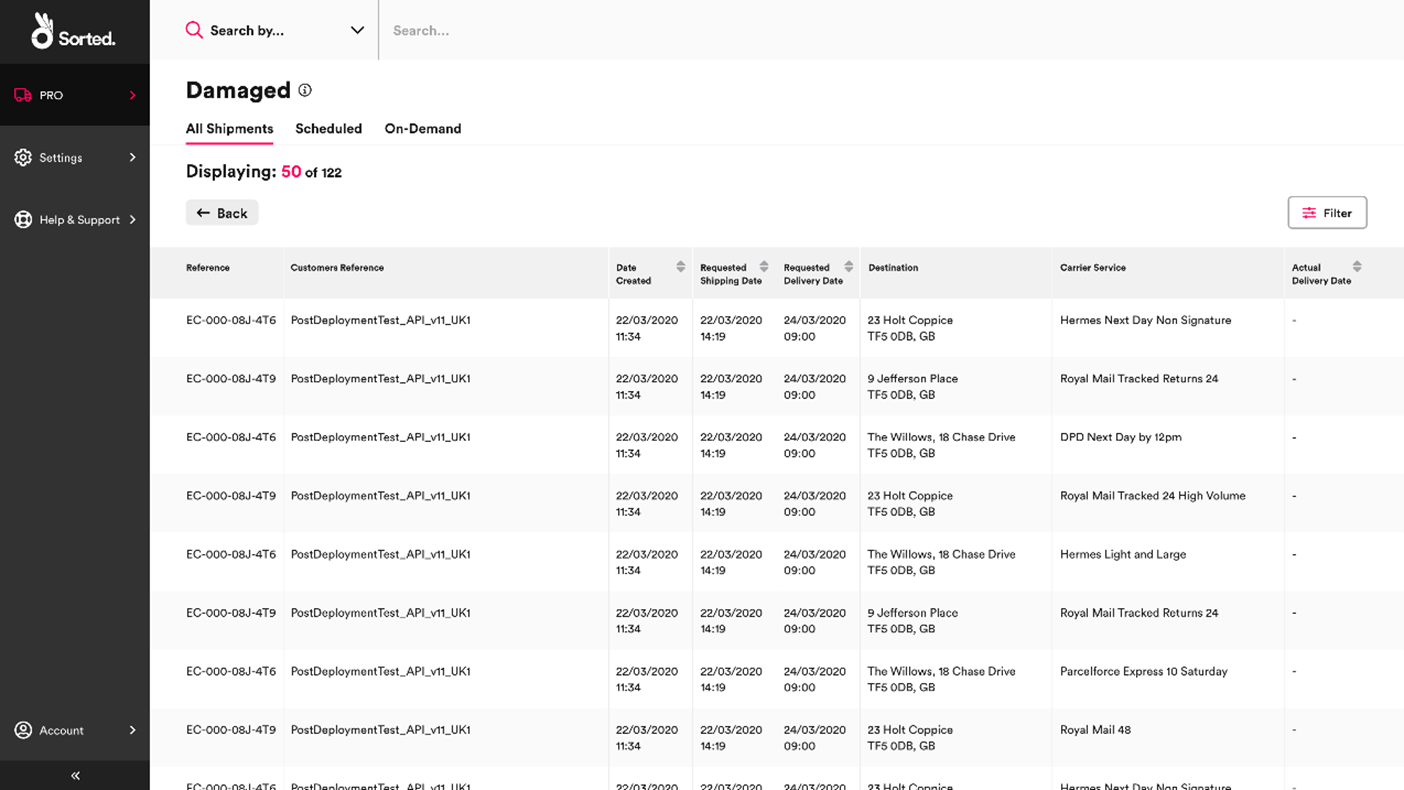 Sorted.
Search by...
Search...
PRO
Settings
Help & Support
Damaged
All Shipments Scheduled On-Demand
Displaying: 50 of 122
Back
Filter
Reference Customers Reference Date Created Requested Shipping Date Requested Delivery Date Destination Carrier Service Actual Delivery Date
EC-000-08J-4T6 PostDeploymentTest_API_v11_UK1 22/03/2020 22/03/2020 24/03/2020 23 Holt Coppice Hermes Next Day Non Signature -
11:34 14:19 09:00 TF5 0DB, GB
EC-000-08J-4T9 PostDeploymentTest_API_v11_UK1 22/03/2020 22/03/2020 24/03/2020 9 Jefferson Place Royal Mail Tracked Returns 24 -
11:34 14:19 09:00 TF5 0DB, GB
EC-000-08J-4T6 PostDeploymentTest_API_v11_UK1 22/03/2020 22/03/2020 24/03/2020 The Willows, 18 Chase Drive DPD Next Day by 12pm -
11:34 14:19 09:00 TF5 0DB, GB
EC-000-08J-4T9 PostDeploymentTest_API_v11_UK1 22/03/2020 22/03/2020 24/03/2020 23 Holt Coppice Royal Mail Tracked 24 High Volume -
11:34 14:19 09:00 TF5 0DB, GB
EC-000-08J-4T6 PostDeploymentTest_API_v11_UK1 22/03/2020 22/03/2020 24/03/2020 The Willows, 18 Chase Drive Hermes Light and Large -
11:34 14:19 09:00 TF5 0DB, GB
EC-000-08J-4T9 PostDeploymentTest_API_v11_UK1 22/03/2020 22/03/2020 24/03/2020 9 Jefferson Place Royal Mail Tracked Returns 24 -
11:34 14:19 09:00 TF5 0DB, GB
EC-000-08J-4T6 PostDeploymentTest_API_v11_UK1 22/03/2020 22/03/2020 24/03/2020 The Willows, 18 Chase Drive Parcelforce Express 10 Saturday -
11:34 14:19 09:00 TF5 0DB, GB
EC-000-08J-4T9 PostDeploymentTest_API_v11_UK1 22/03/2020 22/03/2020 24/03/2020 23 Holt Coppice Royal Mail 48 -
11:34 14:19 09:00 TF5 0DB, GB
EC-000-08J-4T6 PostDeploymentTest_API_v11_UK1 22/03/2020 22/03/2020 24/03/2020 23 Holt Coppice Hermes Next Day Non Signature -
Account